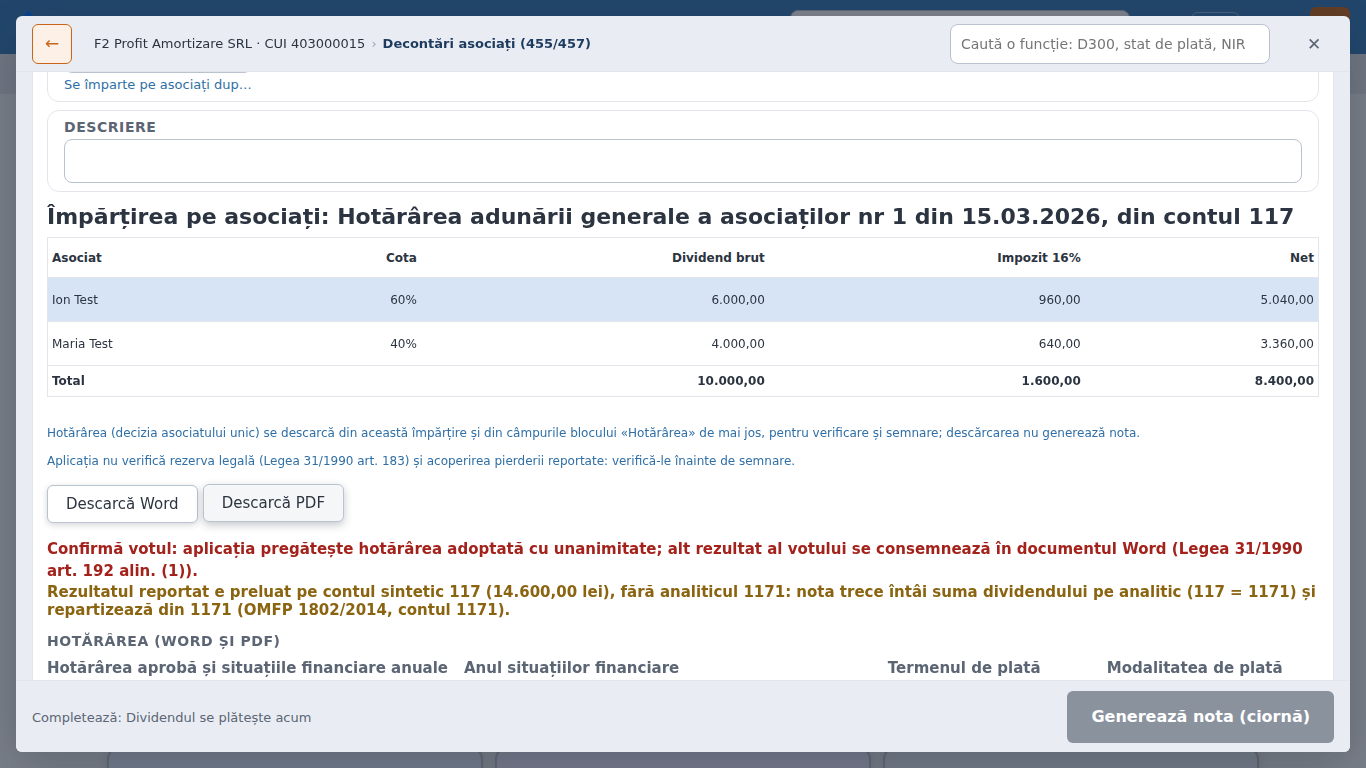 ←
F2 Profit Amortizare SRL · CUI 403000015 › Decontări asociați (455/457)
Caută o funcție: D300, stat de plată, NIR
✕
Se împarte pe asociați dup…
DESCRIERE
Împărțirea pe asociați: Hotărârea adunării generale a asociaților nr 1 din 15.03.2026, din contul 117
Asociat Cota Dividend brut Impozit 16% Net
Ion Test 60% 6.000,00 960,00 5.040,00
Maria Test 40% 4.000,00 640,00 3.360,00
Total 10.000,00 1.600,00 8.400,00
Hotărârea (decizia asociatului unic) se descarcă din această împărțire și din câmpurile blocului «Hotărârea» de mai jos, pentru verificare și semnare; descărcarea nu generează nota.
Aplicația nu verifică rezerva legală (Legea 31/1990 art. 183) și acoperirea pierderii reportate: verifică-le înainte de semnare.
Descarcă Word Descarcă PDF
Confirmă votul: aplicația pregătește hotărârea adoptată cu unanimitate; alt rezultat al votului se consemnează în documentul Word (Legea 31/1990
art. 192 alin. (1)).
Rezultatul reportat e preluat pe contul sintetic 117 (14.600,00 lei), fără analiticul 1171: nota trece întâi suma dividendului pe analitic (117 = 1171) și
repartizează din 1171 (OMFP 1802/2014, contul 1171).
HOTĂRÂREA (WORD ȘI PDF)
Hotărârea aprobă și situațiile financiare anuale Anul situațiilor financiare Termenul de plată Modalitatea de plată
Completează: Dividendul se plătește acum
Generează nota (ciornă)